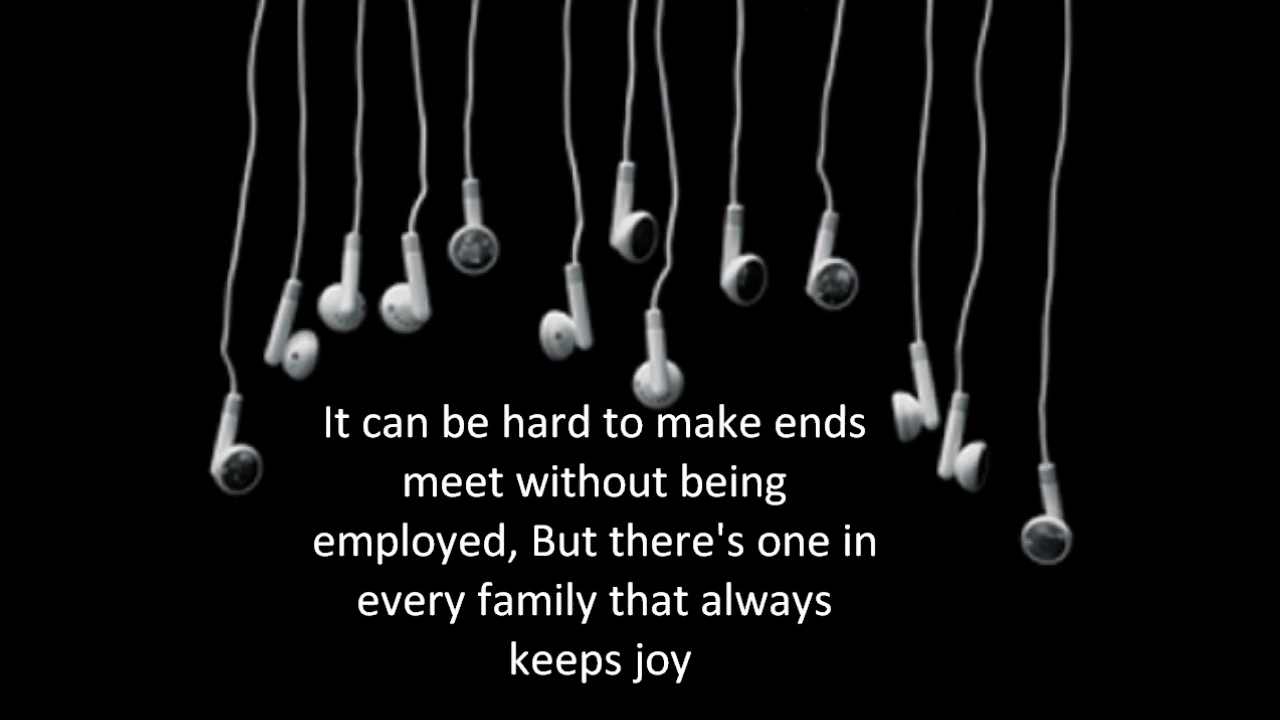 It can be hard to make ends
meet without being
employed, But there's one in
every family that always
keeps joy